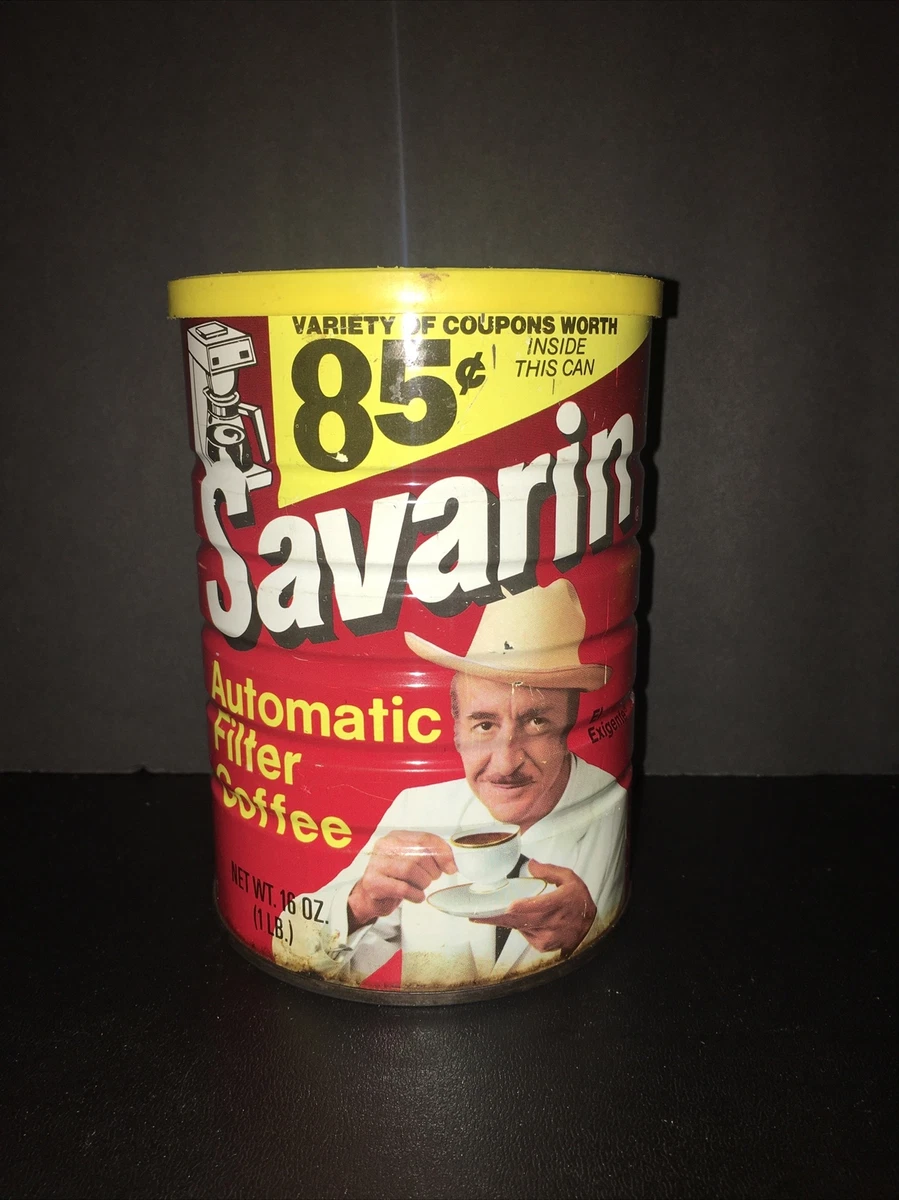 VARIETY OF COUPONS WORTH
85¢
INSIDE
THIS CAN
Savarin
Automatic
Filter
Coffee
El
Exigente
NET WT. 16 OZ.
(1 LB.)